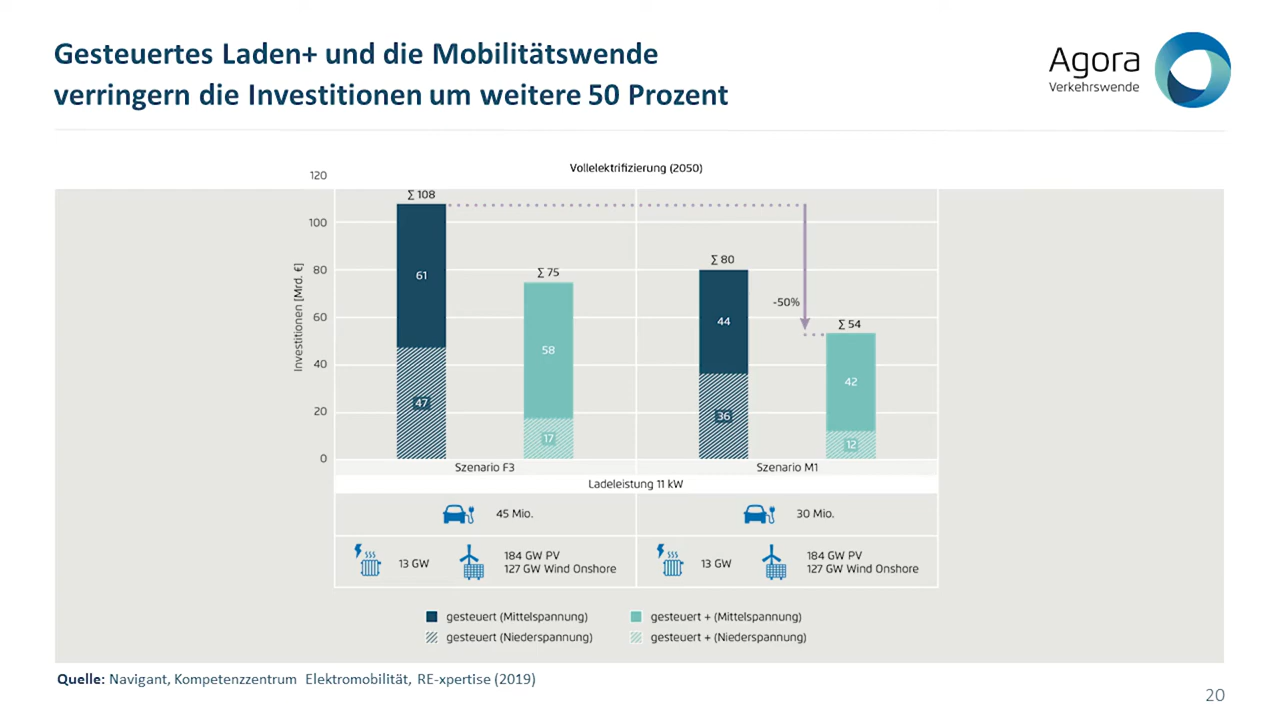 Gesteuertes Laden+ und die Mobilitätswende
verringern die Investitionen um weitere 50 Prozent
Agora
Verkehrswende
Vollelektrifizierung (2050)
Investitionen [Mrd. €]
120
100
80
60
40
20
0
∑ 108
61
47
∑ 75
58
17
∑ 80
44
36
-50%
∑ 54
42
12
Szenario F3
Szenario M1
Ladeleistung 11 kW
45 Mio.
30 Mio.
13 GW
184 GW PV
127 GW Wind Onshore
13 GW
184 GW PV
127 GW Wind Onshore
gesteuert (Mittelspannung)
gesteuert + (Mittelspannung)
gesteuert (Niederspannung)
gesteuert + (Niederspannung)
Quelle: Navigant, Kompetenzzentrum Elektromobilität, RE-xpertise (2019)
20